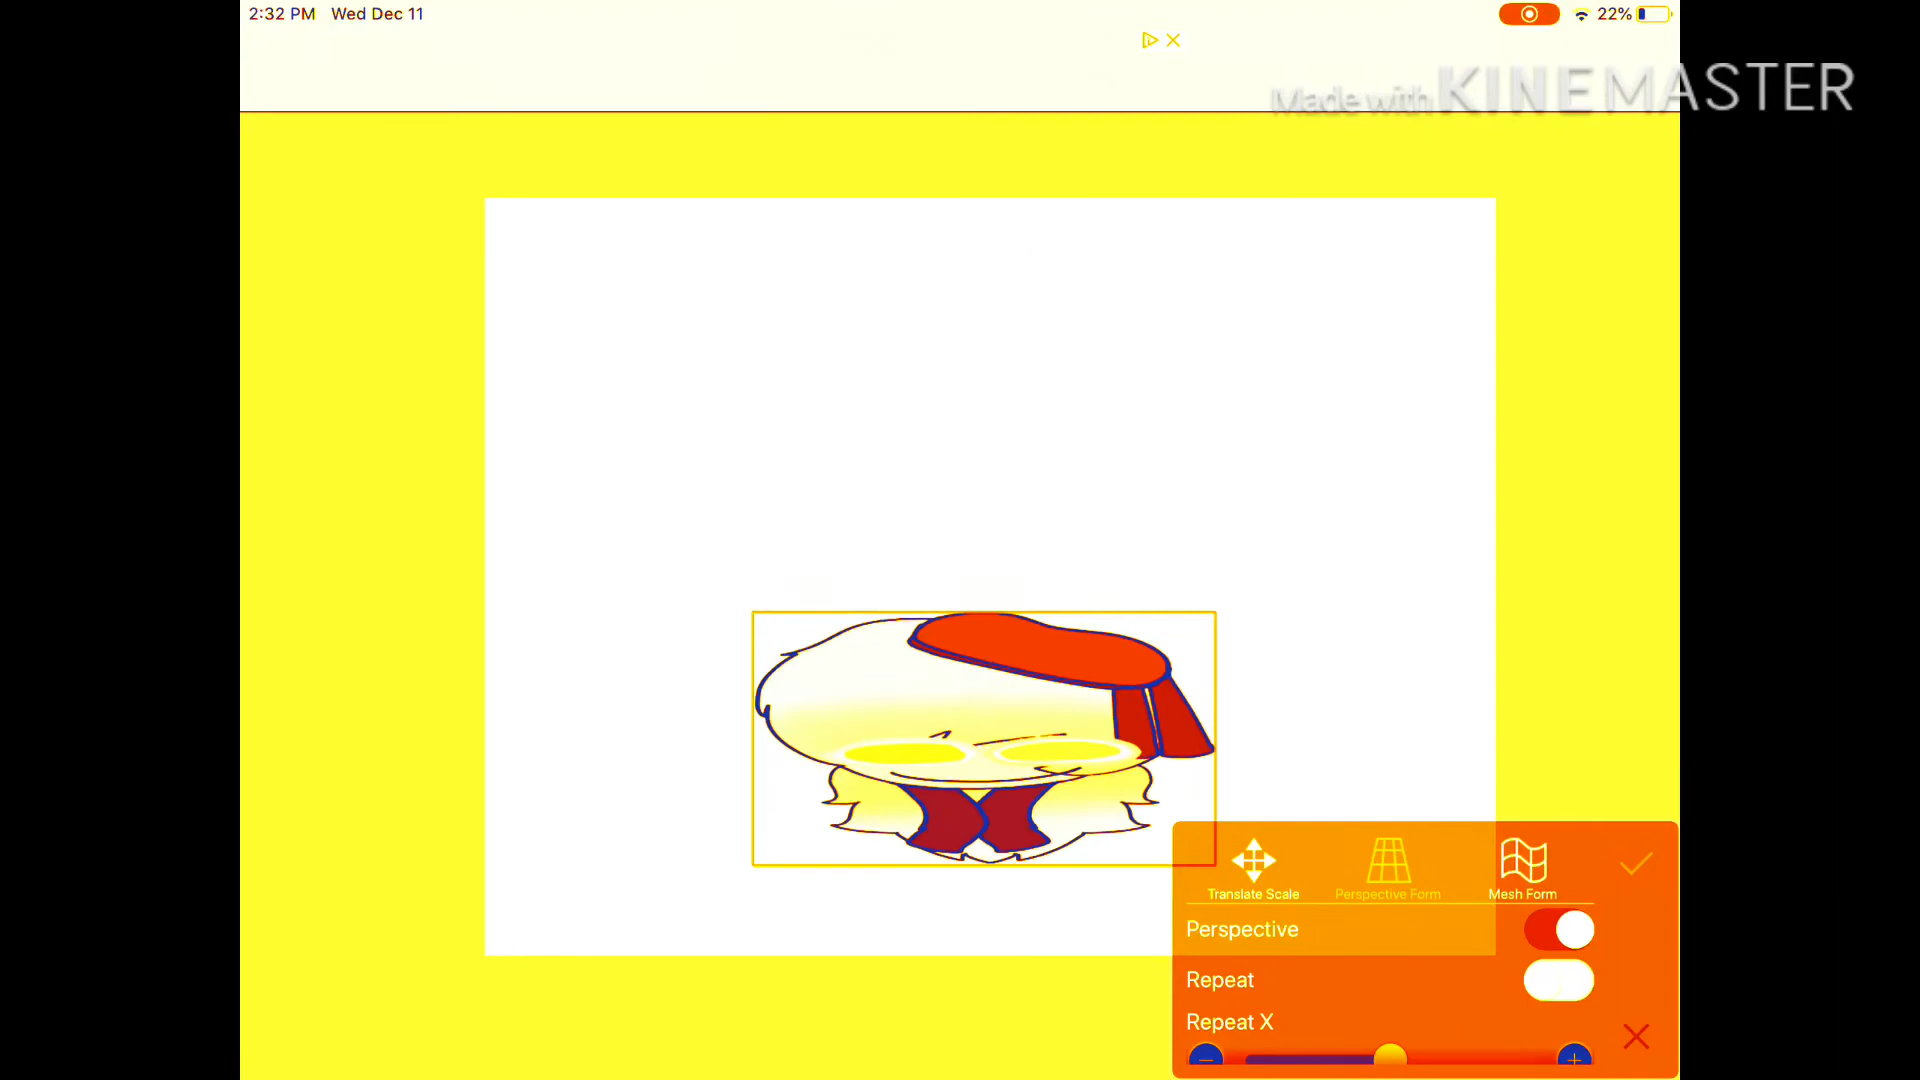 2:32 PM Wed Dec 11
22%
Made with KINEMASTER
Translate Scale
Perspective Form
Mesh Form
Perspective
Repeat
Repeat X